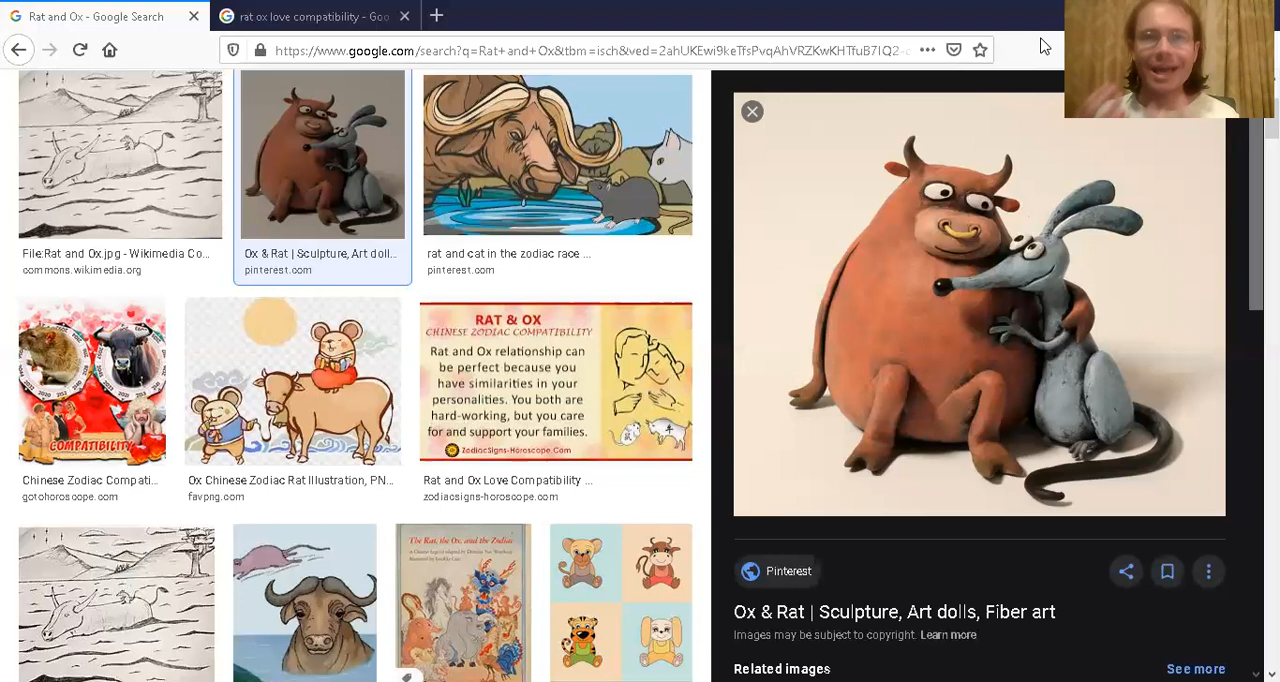 Rat and Ox - Google Search
rat ox love compatibility - Goo
https://www.google.com/search?q=Rat+and+Ox&tbm=isch&ved=2ahUKEwi9keTfsPvqAhVRZKwKHTfuB7IQ2-c
File:Rat and Ox.jpg - Wikimedia Co...
commons.wikimedia.org
Ox & Rat | Sculpture, Art doll...
pinterest.com
rat and cat in the zodiac race ...
pinterest.com
COMPATIBILITY
RAT & OX
CHINESE ZODIAC COMPATIBILITY
Rat and Ox relationship can
be perfect because you
have similarities in your
personalities. You both are
hard-working, but you care
for and support your families.
ZodiacSigns-Horoscope.Com
Chinese Zodiac Compati...
gotohoroscope.com
Ox Chinese Zodiac Rat Illustration, PN...
favpng.com
Rat and Ox Love Compatibility ...
zodiacsigns-horoscope.com
The Rat, the Ox, and the Zodiac
Pinterest
Ox & Rat | Sculpture, Art dolls, Fiber art
Images may be subject to copyright. Learn more
Related images
See more